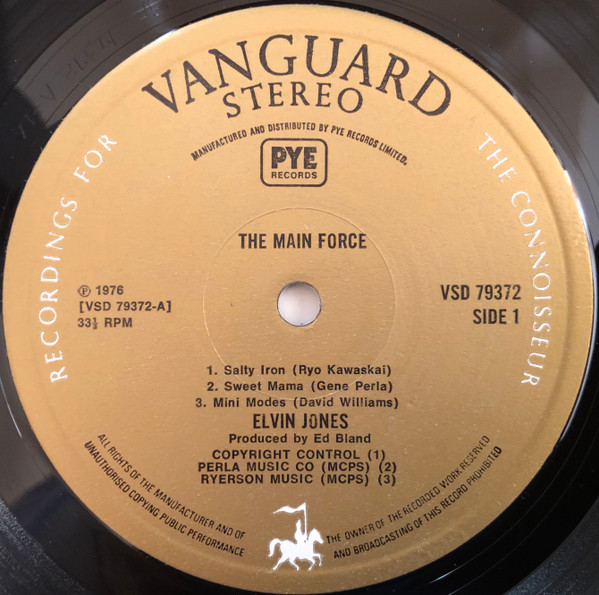 VANGUARD
STEREO
RECORDINGS FOR THE CONNOISSEUR
MANUFACTURED AND DISTRIBUTED BY PYE RECORDS LIMITED.
PYE
RECORDS
THE MAIN FORCE
℗ 1976
[VSD 79372-A]
33⅓ RPM
VSD 79372
SIDE 1
1. Salty Iron (Ryo Kawaskai)
2. Sweet Mama (Gene Perla)
3. Mini Modes (David Williams)
ELVIN JONES
Produced by Ed Bland
COPYRIGHT CONTROL (1)
PERLA MUSIC CO (MCPS) (2)
RYERSON MUSIC (MCPS) (3)
ALL RIGHTS OF THE MANUFACTURER AND OF THE OWNER OF THE RECORDED WORK RESERVED
UNAUTHORISED COPYING PUBLIC PERFORMANCE AND BROADCASTING OF THIS RECORD PROHIBITED